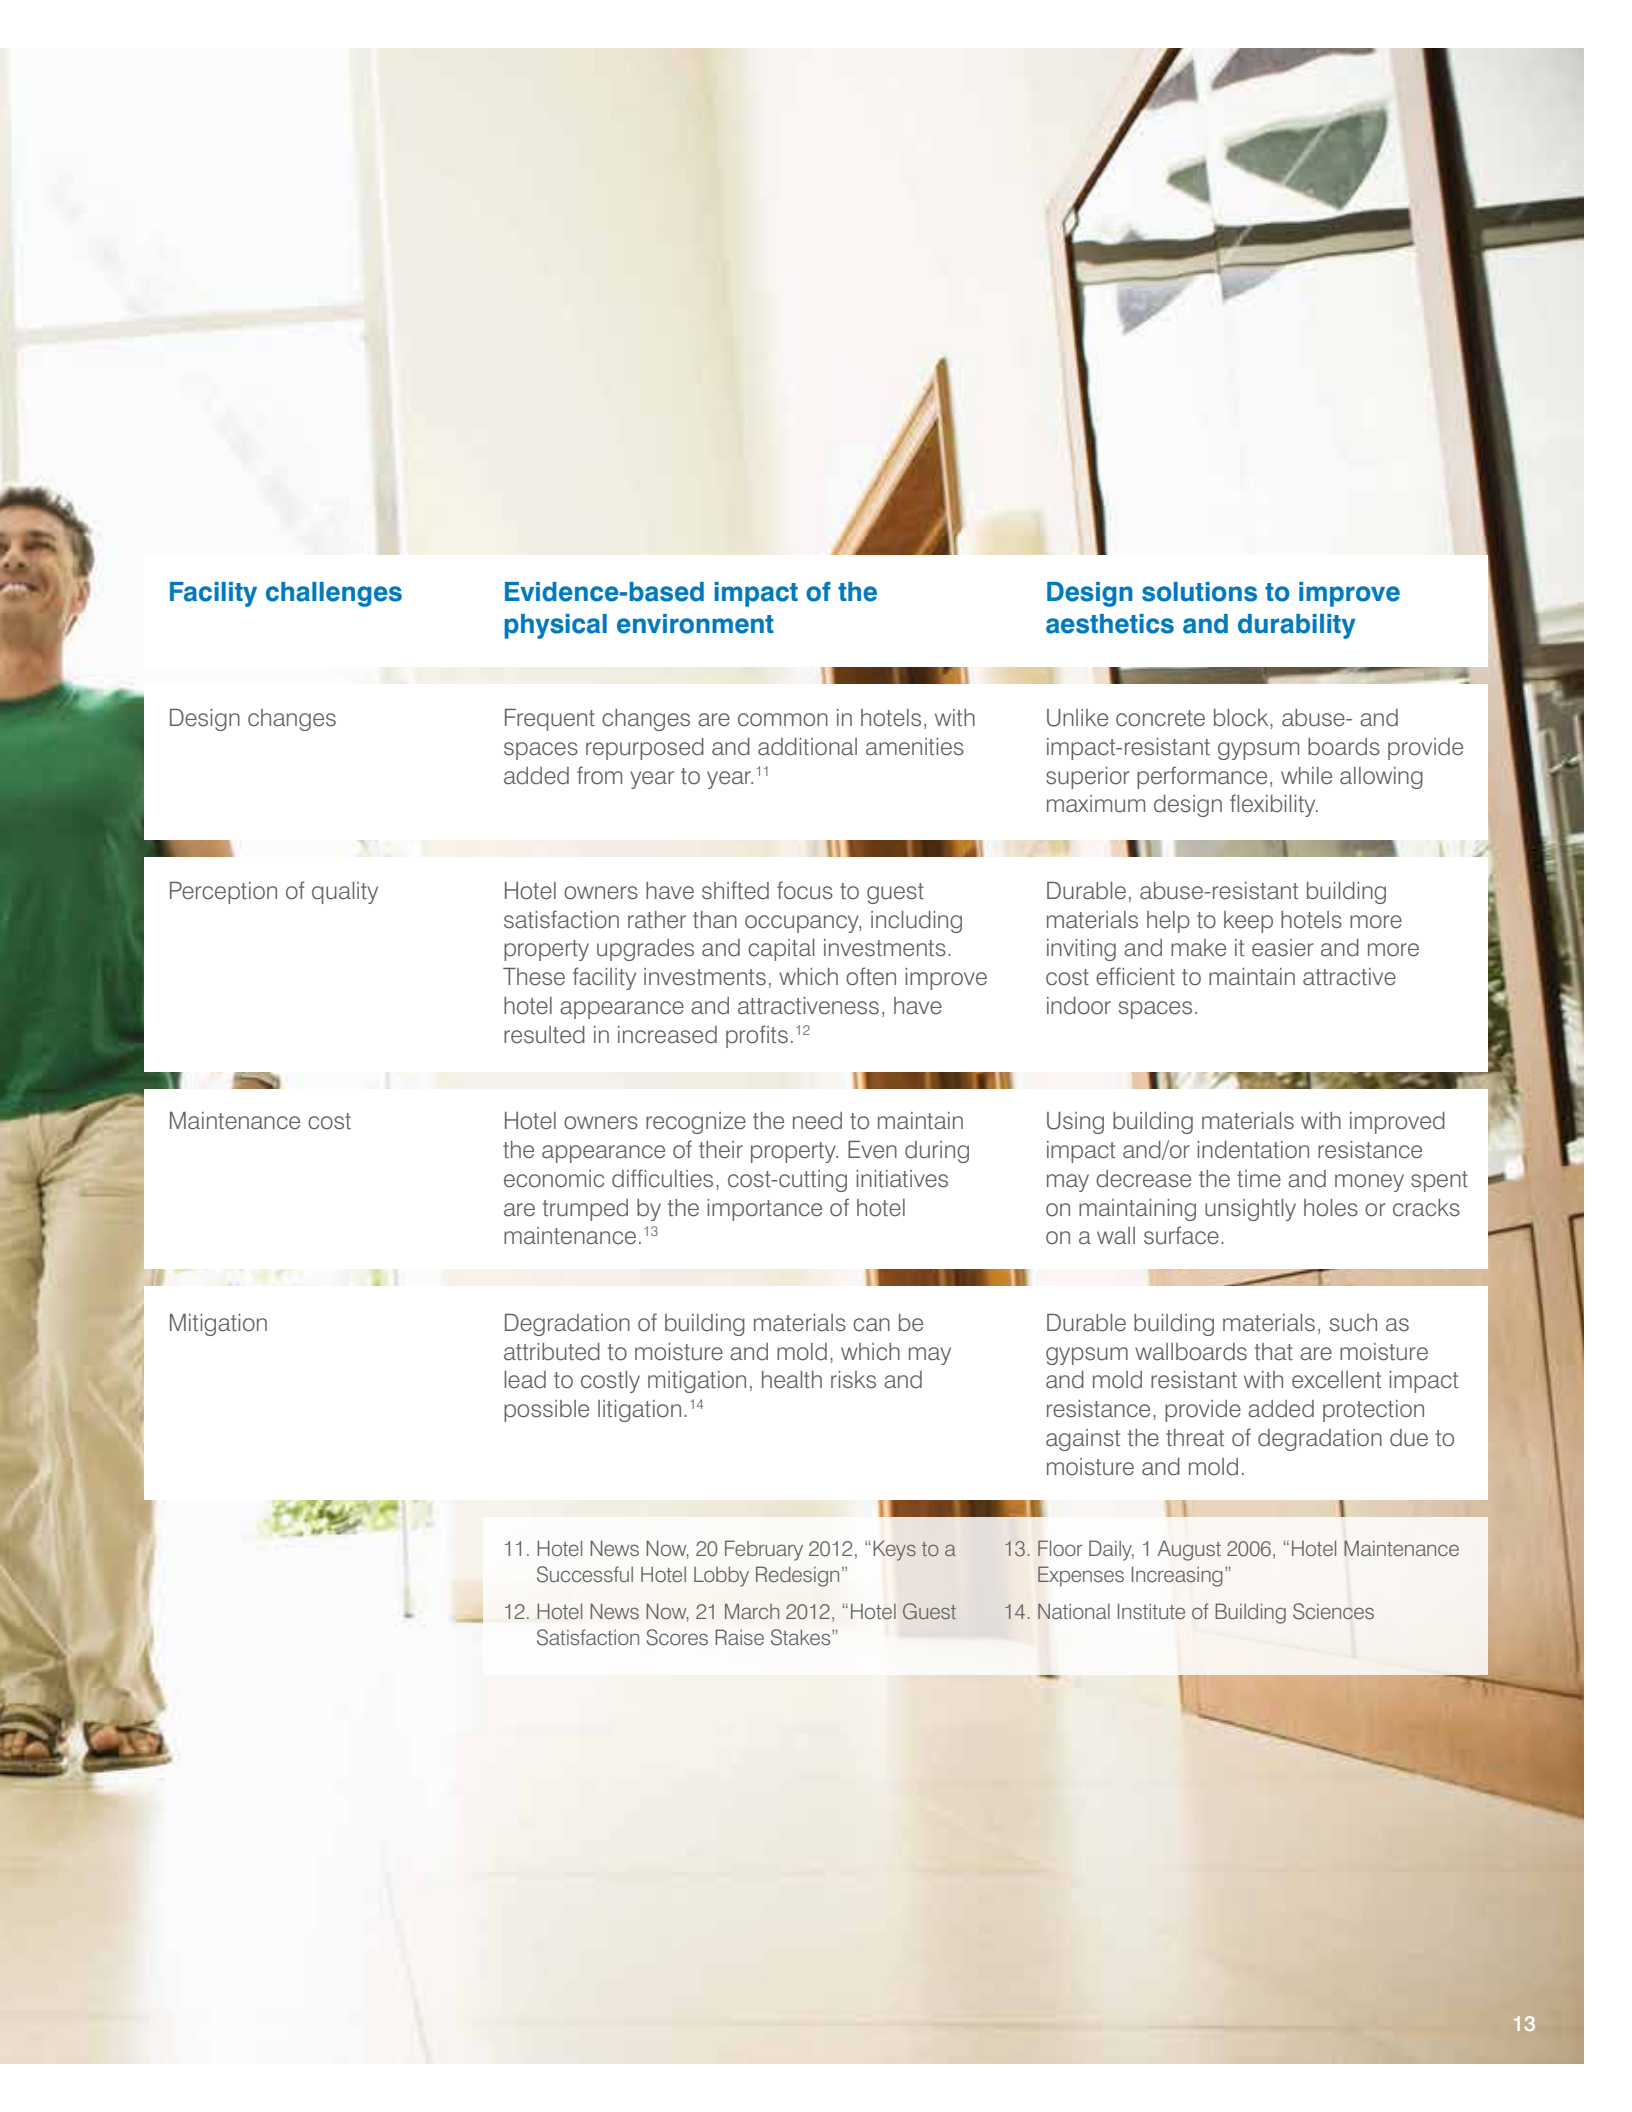 Facility challenges
Evidence-based impact of the
physical environment
Design solutions to improve
aesthetics and durability
Design changes
Frequent changes are common in hotels, with
spaces repurposed and additional amenities
added from year to year.11
Unlike concrete block, abuse- and
impact-resistant gypsum boards provide
superior performance, while allowing
maximum design flexibility.
Perception of quality
Hotel owners have shifted focus to guest
satisfaction rather than occupancy, including
property upgrades and capital investments.
These facility investments, which often improve
hotel appearance and attractiveness, have
resulted in increased profits.12
Durable, abuse-resistant building
materials help to keep hotels more
inviting and make it easier and more
cost efficient to maintain attractive
indoor spaces.
Maintenance cost
Hotel owners recognize the need to maintain
the appearance of their property. Even during
economic difficulties, cost-cutting initiatives
are trumped by the importance of hotel
maintenance.13
Using building materials with improved
impact and/or indentation resistance
may decrease the time and money spent
on maintaining unsightly holes or cracks
on a wall surface.
Mitigation
Degradation of building materials can be
attributed to moisture and mold, which may
lead to costly mitigation, health risks and
possible litigation.14
Durable building materials, such as
gypsum wallboards that are moisture
and mold resistant with excellent impact
resistance, provide added protection
against the threat of degradation due to
moisture and mold.
11. Hotel News Now, 20 February 2012, “Keys to a
Successful Hotel Lobby Redesign”
12. Hotel News Now, 21 March 2012, “Hotel Guest
Satisfaction Scores Raise Stakes”
13. Floor Daily, 1 August 2006, “Hotel Maintenance
Expenses Increasing”
14. National Institute of Building Sciences
13